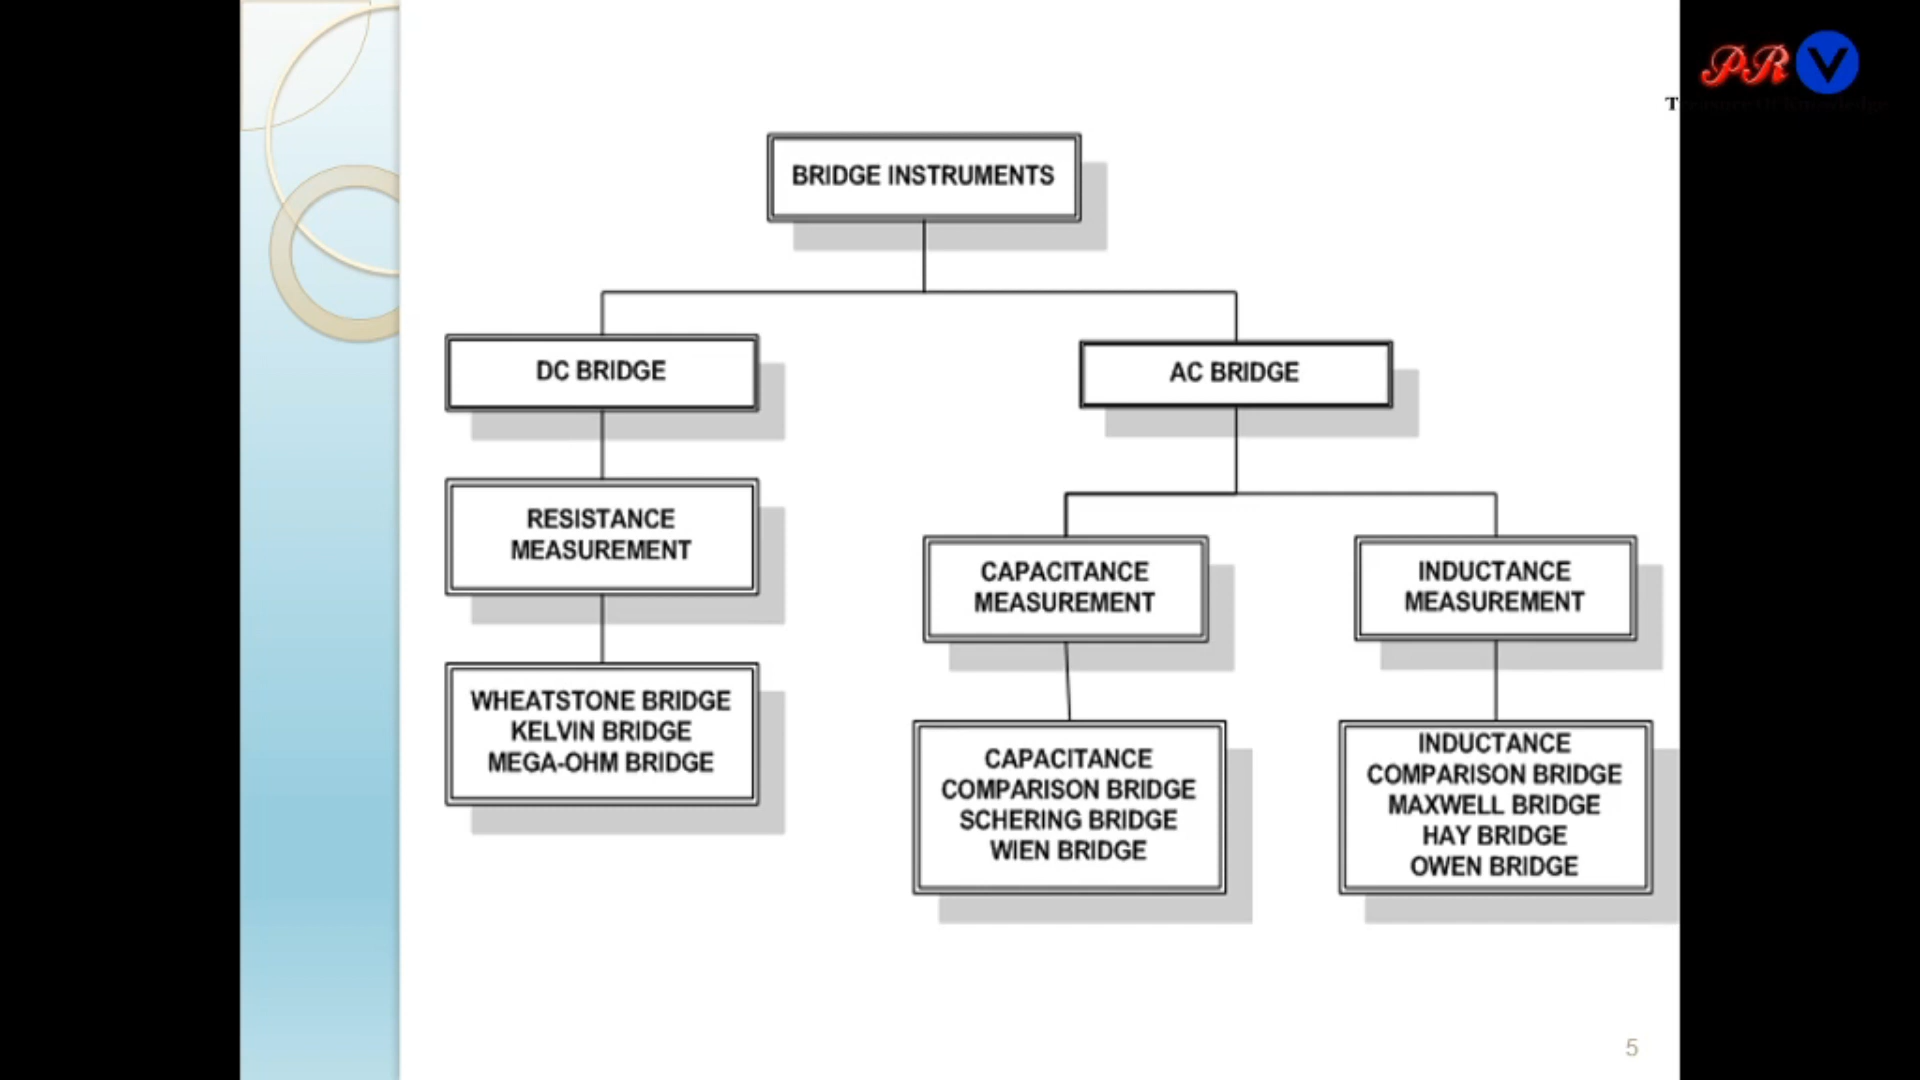 PR V
BRIDGE INSTRUMENTS
DC BRIDGE
AC BRIDGE
RESISTANCE
MEASUREMENT
CAPACITANCE
MEASUREMENT
INDUCTANCE
MEASUREMENT
WHEATSTONE BRIDGE
KELVIN BRIDGE
MEGA-OHM BRIDGE
CAPACITANCE
COMPARISON BRIDGE
SCHERING BRIDGE
WIEN BRIDGE
INDUCTANCE
COMPARISON BRIDGE
MAXWELL BRIDGE
HAY BRIDGE
OWEN BRIDGE
5